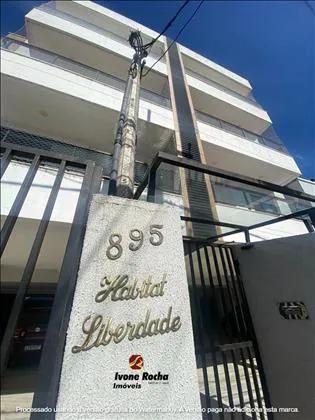 895
Habitat
Liberdade
Ivone Rocha
Imóveis
Processado usando a versão gratuita do Watermarkly. A versão paga não adiciona esta marca.